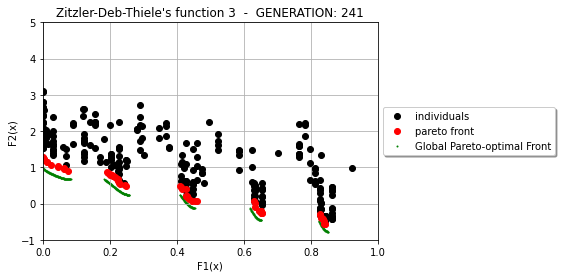 Zitzler-Deb-Thiele's function 3 - GENERATION: 241
5
4
3
2
1
0
-1
F2(x)
0.0 0.2 0.4 0.6 0.8 1.0
F1(x)
individuals
pareto front
Global Pareto-optimal Front